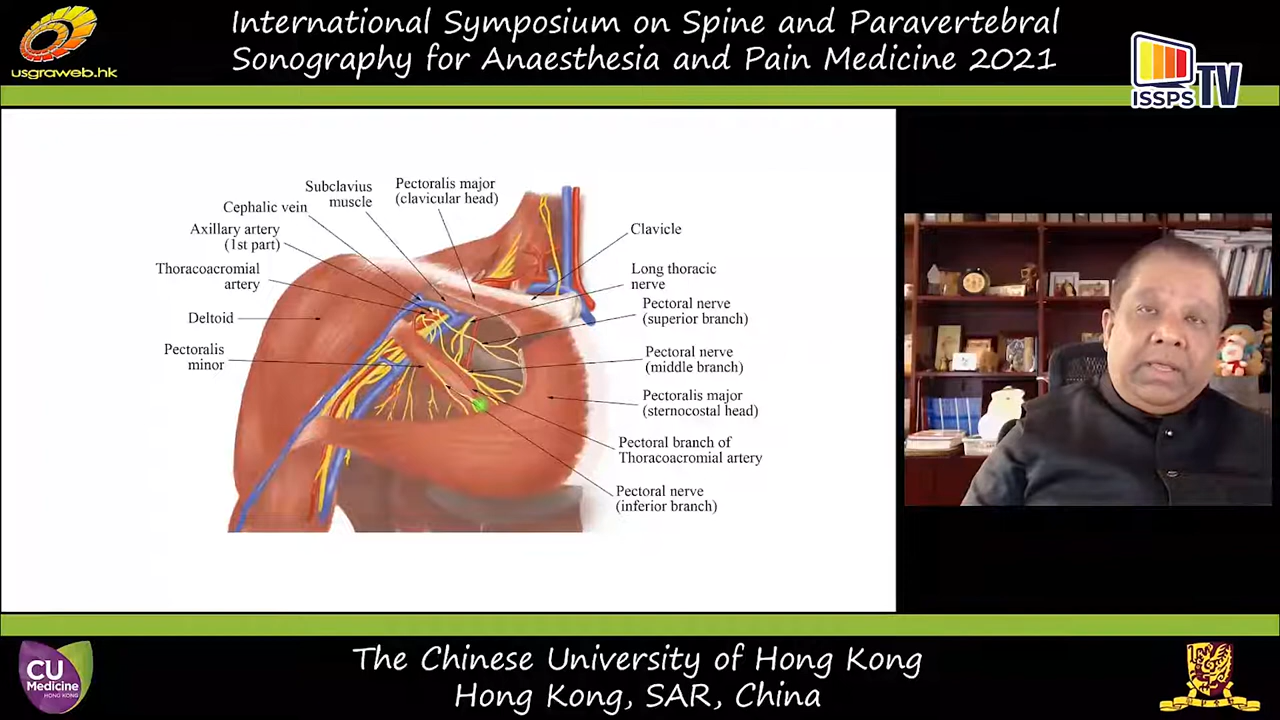 International Symposium on Spine and Paravertebral
Sonography for Anaesthesia and Pain Medicine 2021
usgraweb.hk
ISSPS TV
Subclavius
muscle
Pectoralis major
(clavicular head)
Cephalic vein
Axillary artery
(1st part)
Clavicle
Thoracoacromial
artery
Long thoracic
nerve
Deltoid
Pectoral nerve
(superior branch)
Pectoralis
minor
Pectoral nerve
(middle branch)
Pectoralis major
(sternocostal head)
Pectoral branch of
Thoracoacromial artery
Pectoral nerve
(inferior branch)
CU
Medicine
HONG KONG
The Chinese University of Hong Kong
Hong Kong, SAR, China